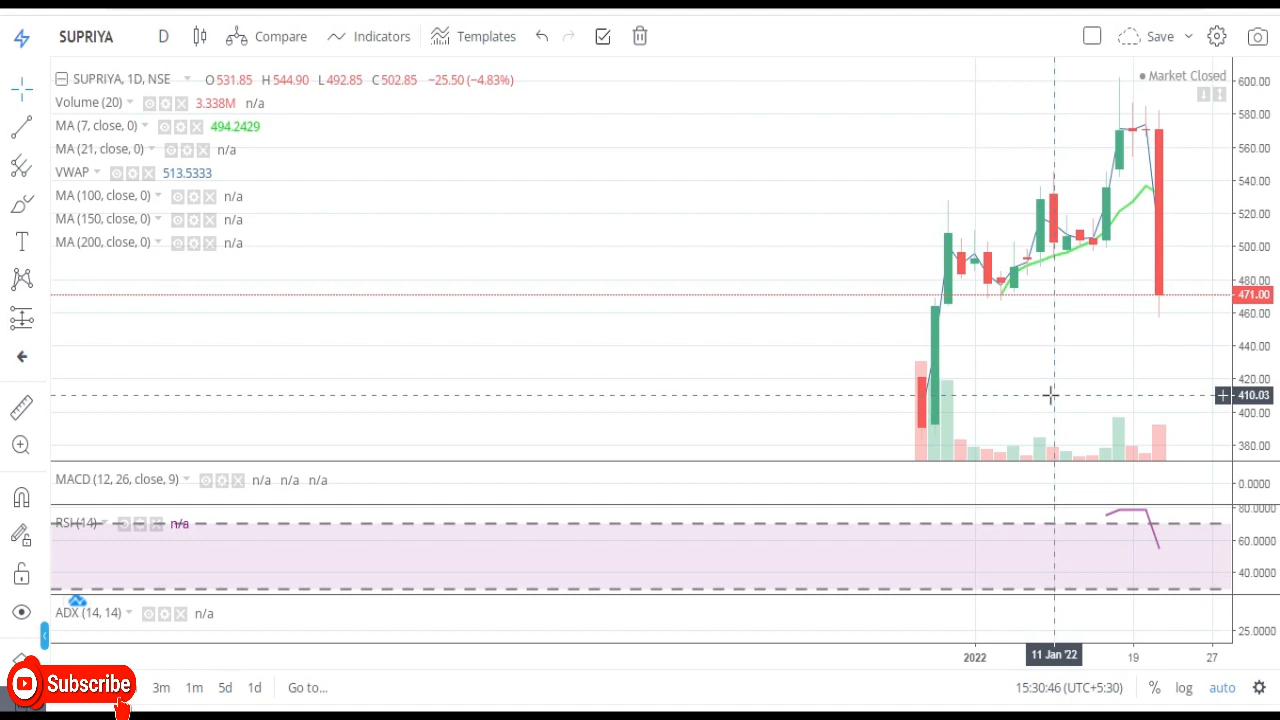 SUPRIYA D Compare Indicators Templates Save
SUPRIYA, 1D, NSE O531.85 H544.90 L492.85 C502.85 −25.50 (−4.83%)
Market Closed
Volume (20) 3.338M n/a
MA (7, close, 0) 494.2429
MA (21, close, 0) n/a
VWAP 513.5333
MA (100, close, 0) n/a
MA (150, close, 0) n/a
MA (200, close, 0) n/a
600.00
580.00
560.00
540.00
520.00
500.00
480.00
471.00
460.00
440.00
420.00
410.03
400.00
380.00
MACD (12, 26, close, 9) n/a n/a n/a
0.0000
80.0000
RSI (14) n/a
60.0000
40.0000
ADX (14, 14) n/a
25.0000
2022 11 Jan '22 19 27
Subscribe 3m 1m 5d 1d Go to... 15:30:46 (UTC+5:30) % log auto